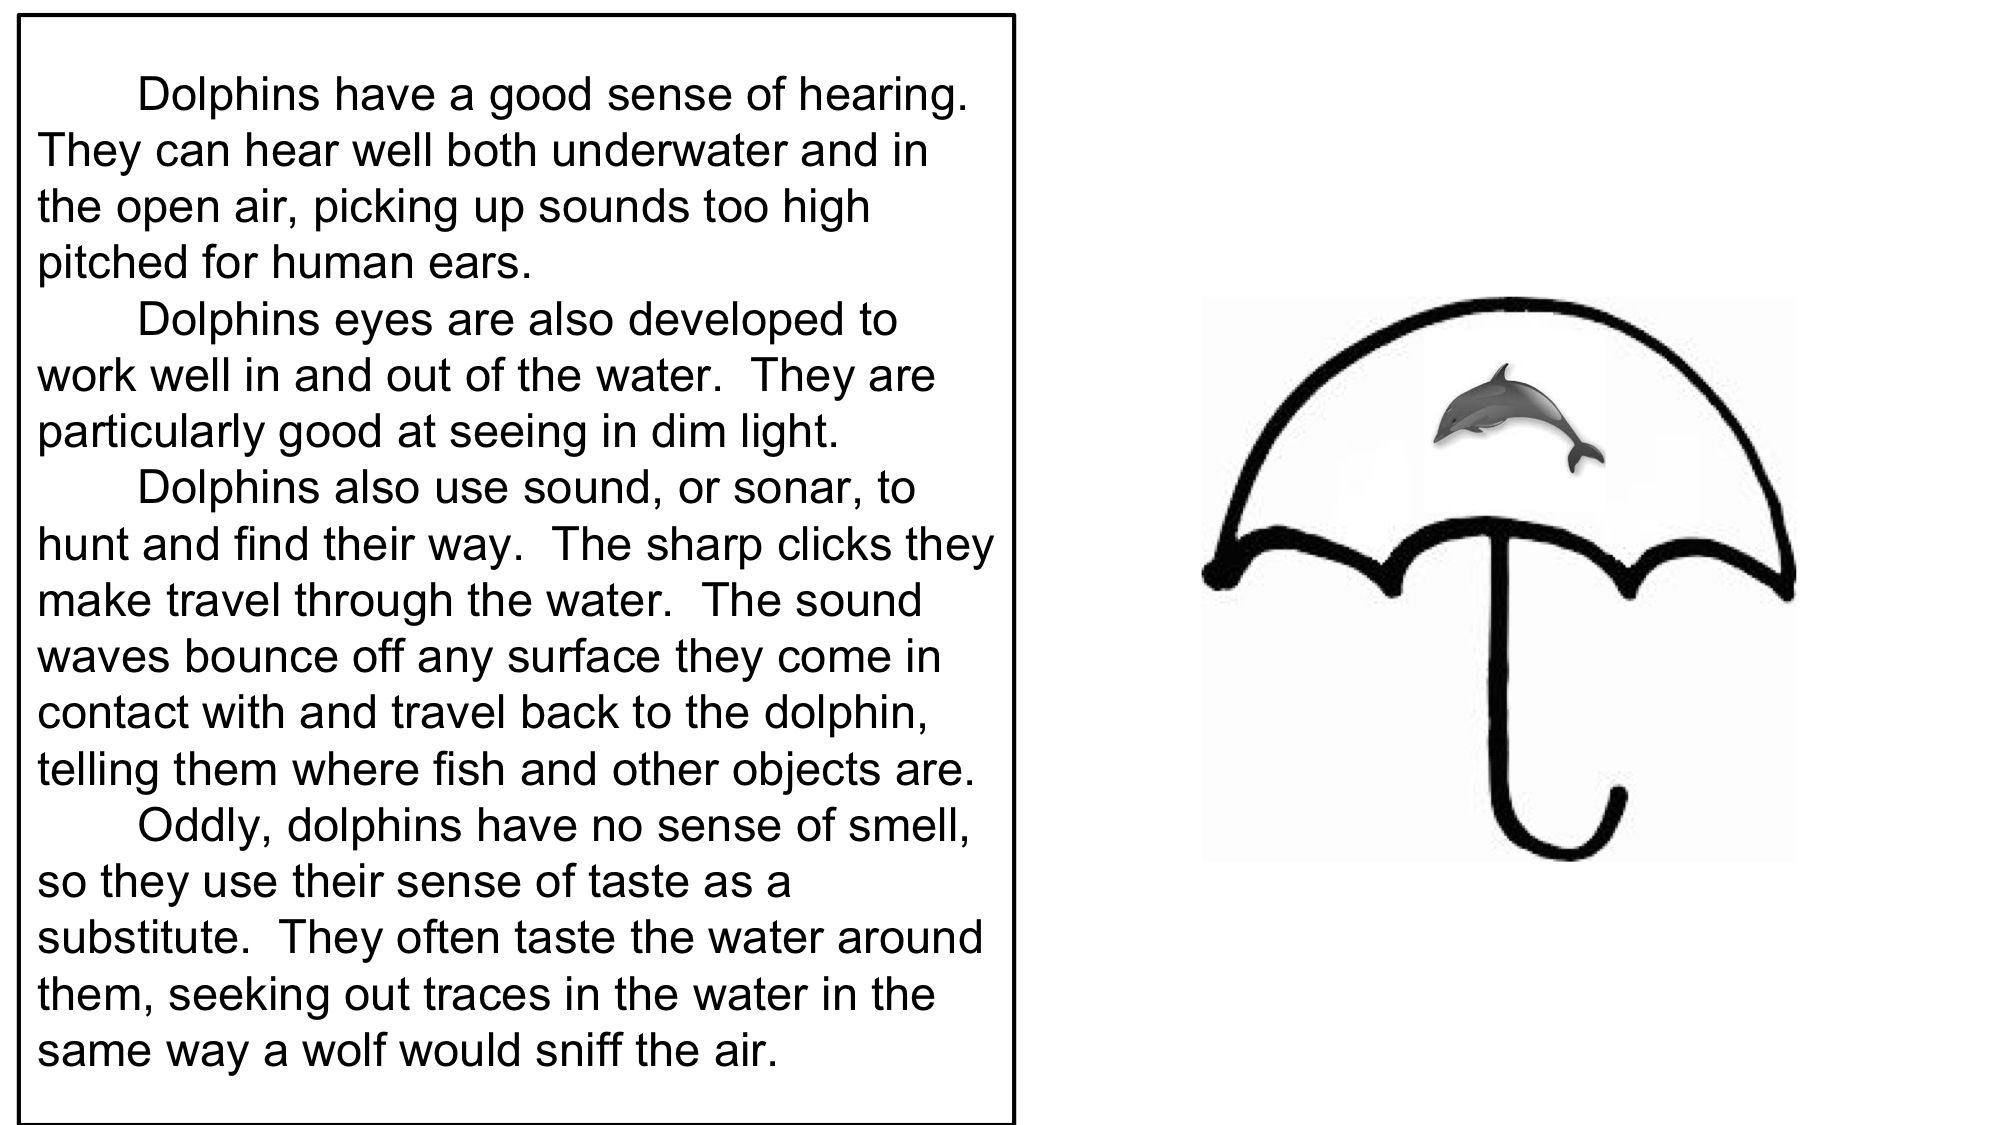 Dolphins have a good sense of hearing.
They can hear well both underwater and in
the open air, picking up sounds too high
pitched for human ears.
Dolphins eyes are also developed to
work well in and out of the water.  They are
particularly good at seeing in dim light.
Dolphins also use sound, or sonar, to
hunt and find their way.  The sharp clicks they
make travel through the water.  The sound
waves bounce off any surface they come in
contact with and travel back to the dolphin,
telling them where fish and other objects are.
Oddly, dolphins have no sense of smell,
so they use their sense of taste as a
substitute.  They often taste the water around
them, seeking out traces in the water in the
same way a wolf would sniff the air.